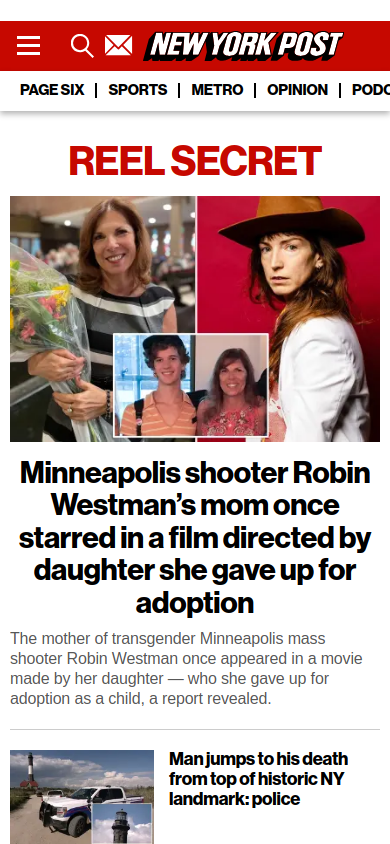 NEW YORK POST
PAGE SIX | SPORTS | METRO | OPINION | PODC
REEL SECRET
Minneapolis shooter Robin
Westman’s mom once
starred in a film directed by
daughter she gave up for
adoption
The mother of transgender Minneapolis mass
shooter Robin Westman once appeared in a movie
made by her daughter — who she gave up for
adoption as a child, a report revealed.
Man jumps to his death
from top of historic NY
landmark: police